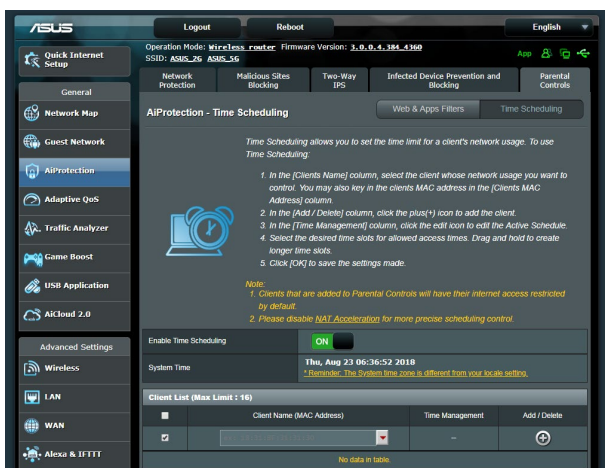 ASUS
Logout
Reboot
English
Quick Internet
Setup
General
Network Map
Guest Network
AiProtection
Adaptive QoS
Traffic Analyzer
Game Boost
USB Application
AiCloud 2.0
Advanced Settings
Wireless
LAN
WAN
Alexa & IFTTT
Operation Mode: Wireless router Firmware Version: 3.0.0.4.384_4360
SSID: ASUS_2G ASUS_5G
App
Network
Protection
Malicious Sites
Blocking
Two-Way
IPS
Infected Device Prevention and
Blocking
Parental
Controls
AiProtection - Time Scheduling
Web & Apps Filters
Time Scheduling
Time Scheduling allows you to set the time limit for a client's network usage. To use
Time Scheduling:
1. In the [Clients Name] column, select the client whose network usage you want to
control. You may also key in the clients MAC address in the [Clients MAC
Address] column.
2. In the [Add / Delete] column, click the plus(+) icon to add the client.
3. In the [Time Management] column, click the edit icon to edit the Active Schedule.
4. Select the desired time slots for allowed access times. Drag and hold to create
longer time slots.
5. Click [OK] to save the settings made.
Note:
1. Clients that are added to Parental Controls will have their internet access restricted
by default.
2. Please disable NAT Acceleration for more precise scheduling control.
Enable Time Scheduling
ON
System Time
Thu, Aug 23 06:36:52 2018
* Reminder: The System time zone is different from your locale setting.
Client List (Max Limit : 16)
Client Name (MAC Address)
Time Management
Add / Delete
–
No data in table.